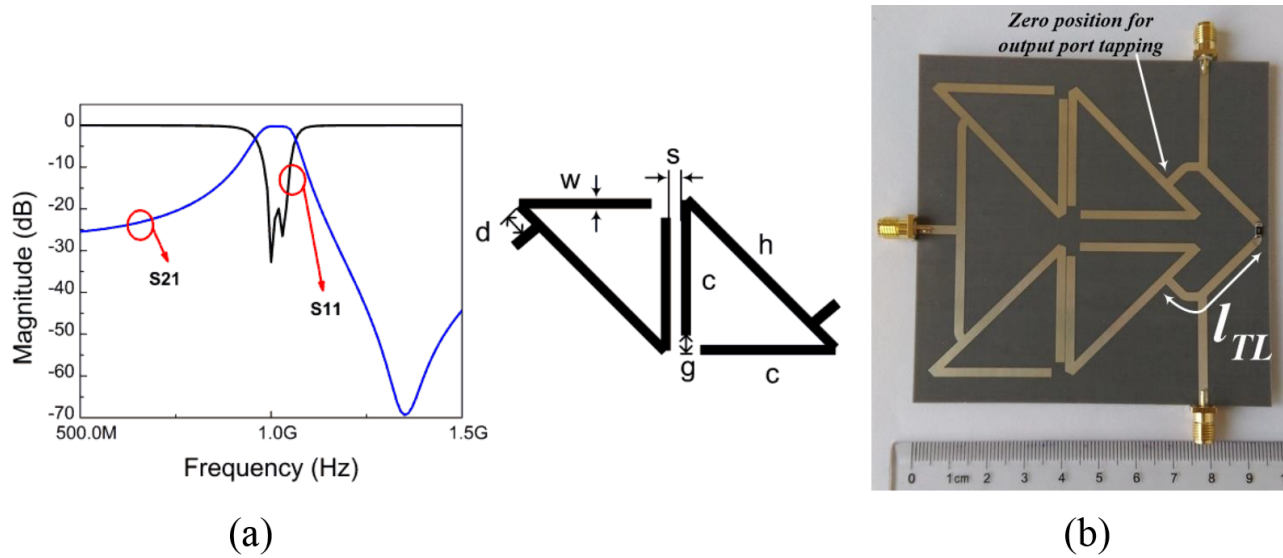 0
-10
-20
-30
-40
-50
-60
-70
Magnitude (dB)
S21
S11
500.0M 1.0G 1.5G
Frequency (Hz)
s
w
d
h
c
g
c
(a)
Zero position for
output port tapping
l TL
0 1cm 2 3 4 5 6 7 8 9
(b)